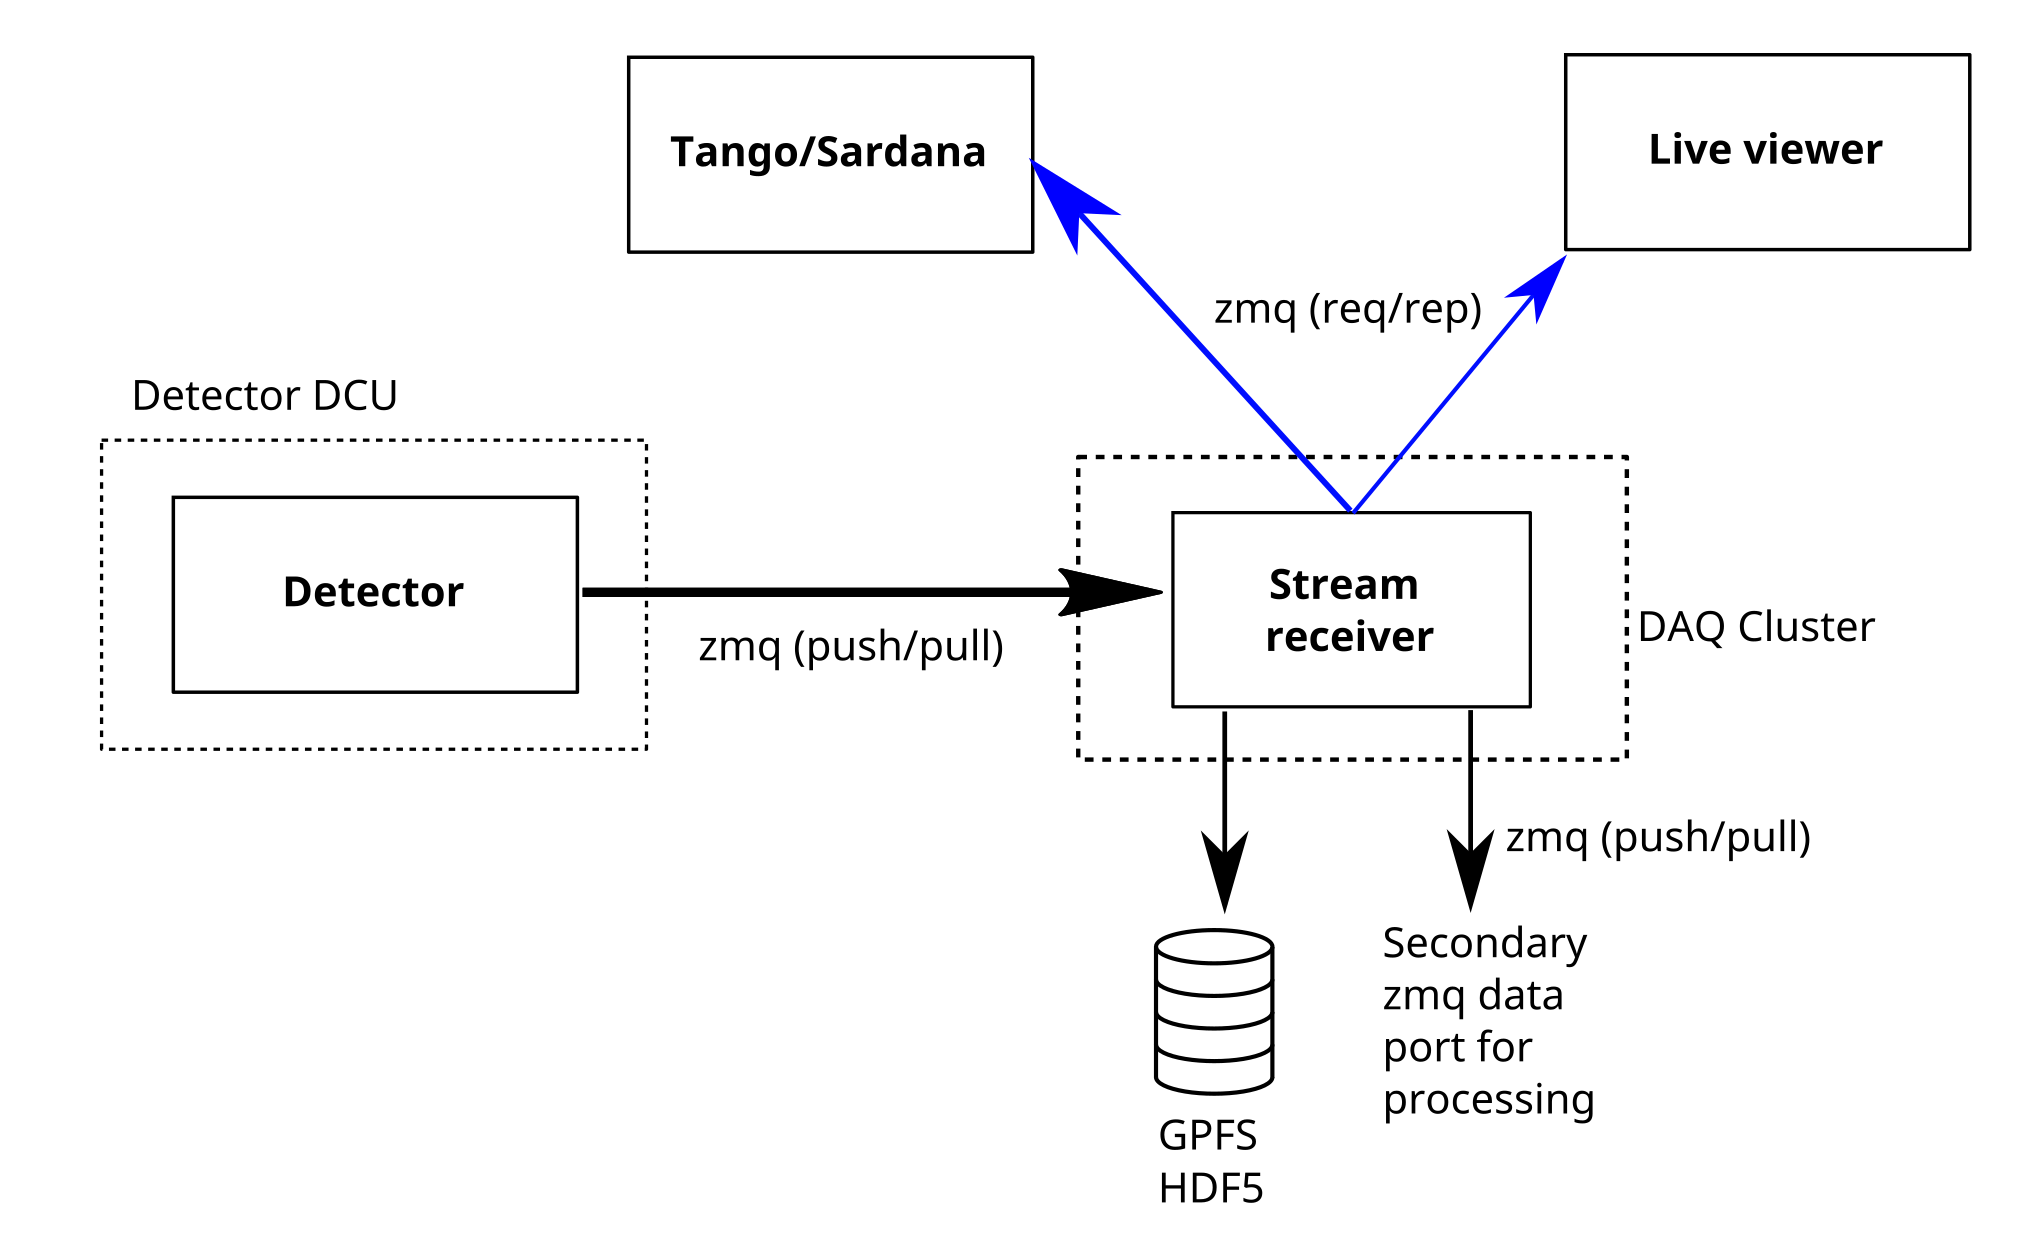 Tango/Sardana
Live viewer
zmq (req/rep)
Detector DCU
Detector
zmq (push/pull)
Stream
receiver
DAQ Cluster
zmq (push/pull)
Secondary
zmq data
port for
processing
GPFS
HDF5